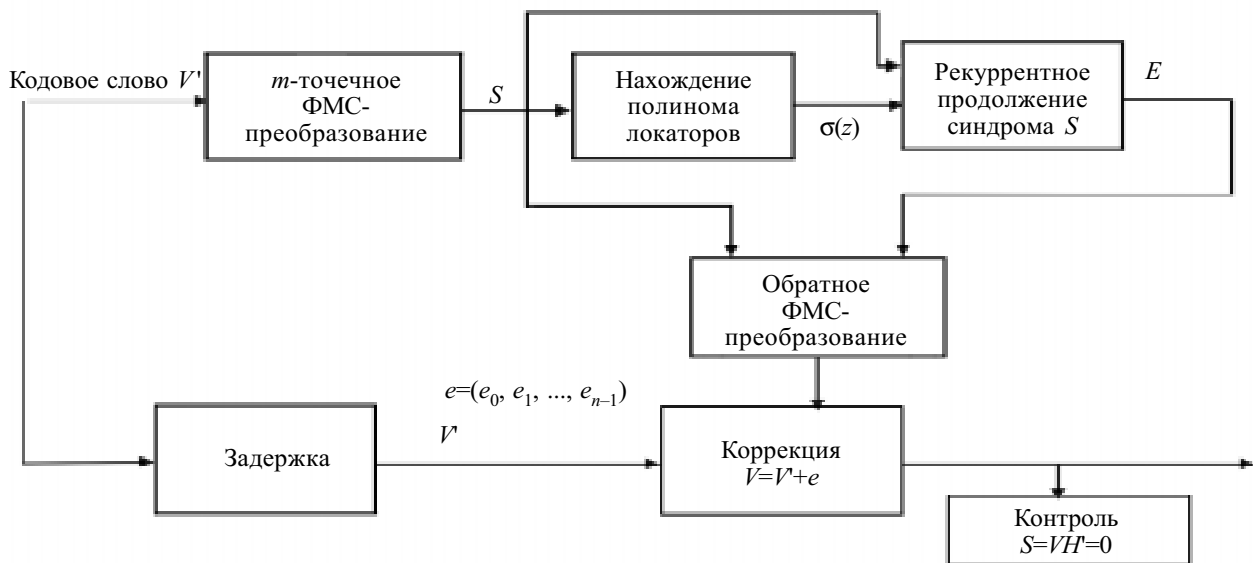 Кодовое слово V'
m-точечное
ФМС-
преобразование
S
Нахождение
полинома
локаторов
σ(z)
Рекуррентное
продолжение
синдрома S
E
Обратное
ФМС-
преобразование
e=(e₀, e₁, ..., eₙ₋₁)
V'
Задержка
Коррекция
V=V'+e
Контроль
S=VH'=0